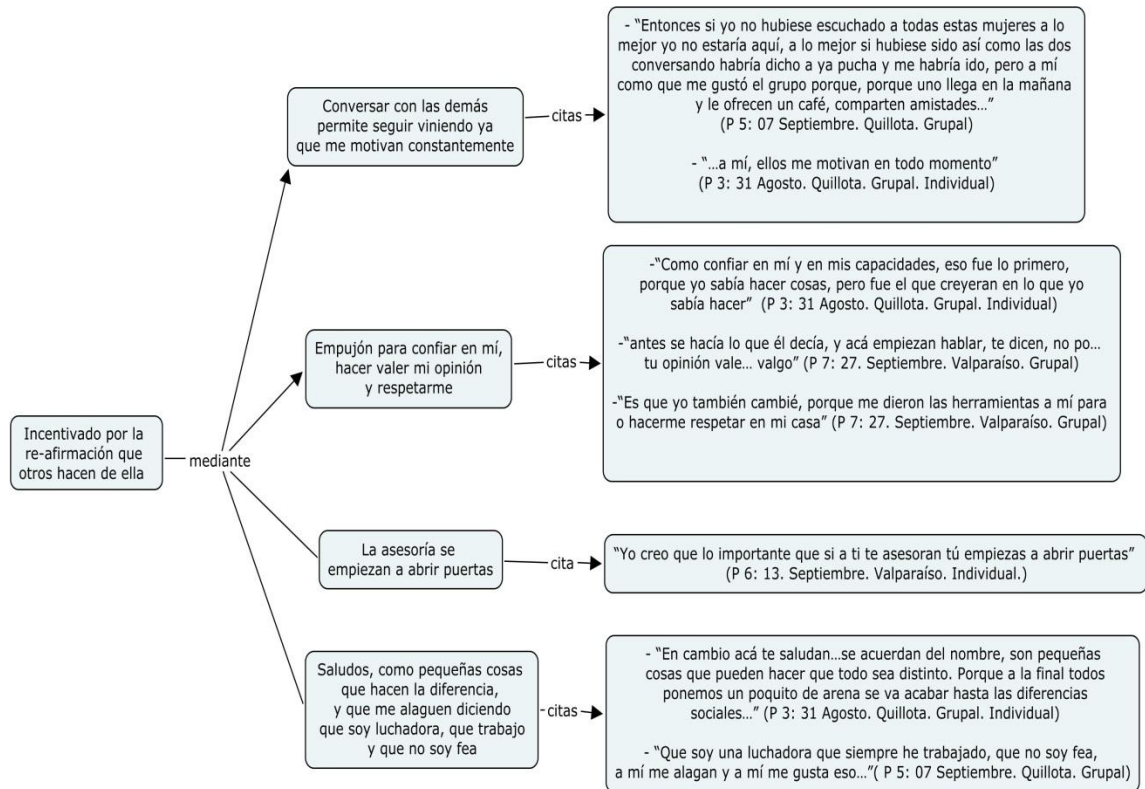 Incentivado por la
re-afirmación que
otros hacen de ella
mediante
Conversar con las demás
permite seguir viniendo ya
que me motivan constantemente
citas
- “Entonces si yo no hubiese escuchado a todas estas mujeres a lo
mejor yo no estaría aquí, a lo mejor si hubiese sido así como las dos
conversando habría dicho a ya pucha y me habría ido, pero a mí
como que me gustó el grupo porque, porque uno llega en la mañana
y le ofrecen un café, comparten amistades...”
(P 5: 07 Septiembre. Quillota. Grupal)
- “...a mí, ellos me motivan en todo momento”
(P 3: 31 Agosto. Quillota. Grupal. Individual)
Empujón para confiar en mí,
hacer valer mi opinión
y respetarme
citas
-“Como confiar en mí y en mis capacidades, eso fue lo primero,
porque yo sabía hacer cosas, pero fue el que creyeran en lo que yo
sabía hacer” (P 3: 31 Agosto. Quillota. Grupal. Individual)
-“antes se hacía lo que él decía, y acá empiezan hablar, te dicen, no po...
tu opinión vale... valgo” (P 7: 27. Septiembre. Valparaíso. Grupal)
-“Es que yo también cambié, porque me dieron las herramientas a mí para
o hacerme respetar en mi casa” (P 7: 27. Septiembre. Valparaíso. Grupal)
La asesoría se
empiezan a abrir puertas
cita
“Yo creo que lo importante que si a ti te asesoran tú empiezas a abrir puertas”
(P 6: 13. Septiembre. Valparaíso. Individual.)
Saludos, como pequeñas cosas
que hacen la diferencia,
y que me alaguen diciendo
que soy luchadora, que trabajo
y que no soy fea
citas
- “En cambio acá te saludan...se acuerdan del nombre, son pequeñas
cosas que pueden hacer que todo sea distinto. Porque a la final todos
ponemos un poquito de arena se va acabar hasta las diferencias
sociales...” (P 3: 31 Agosto. Quillota. Grupal. Individual)
- “Que soy una luchadora que siempre he trabajado, que no soy fea,
a mí me alagan y a mí me gusta eso...”( P 5: 07 Septiembre. Quillota. Grupal)